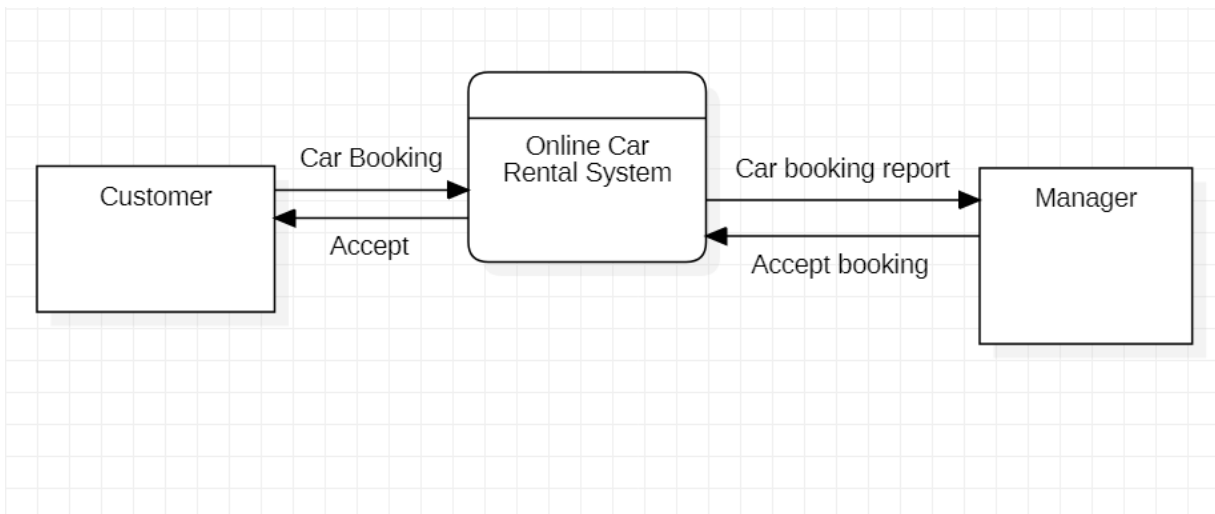 Customer
Car Booking
Accept
Online Car
Rental System
Car booking report
Accept booking
Manager